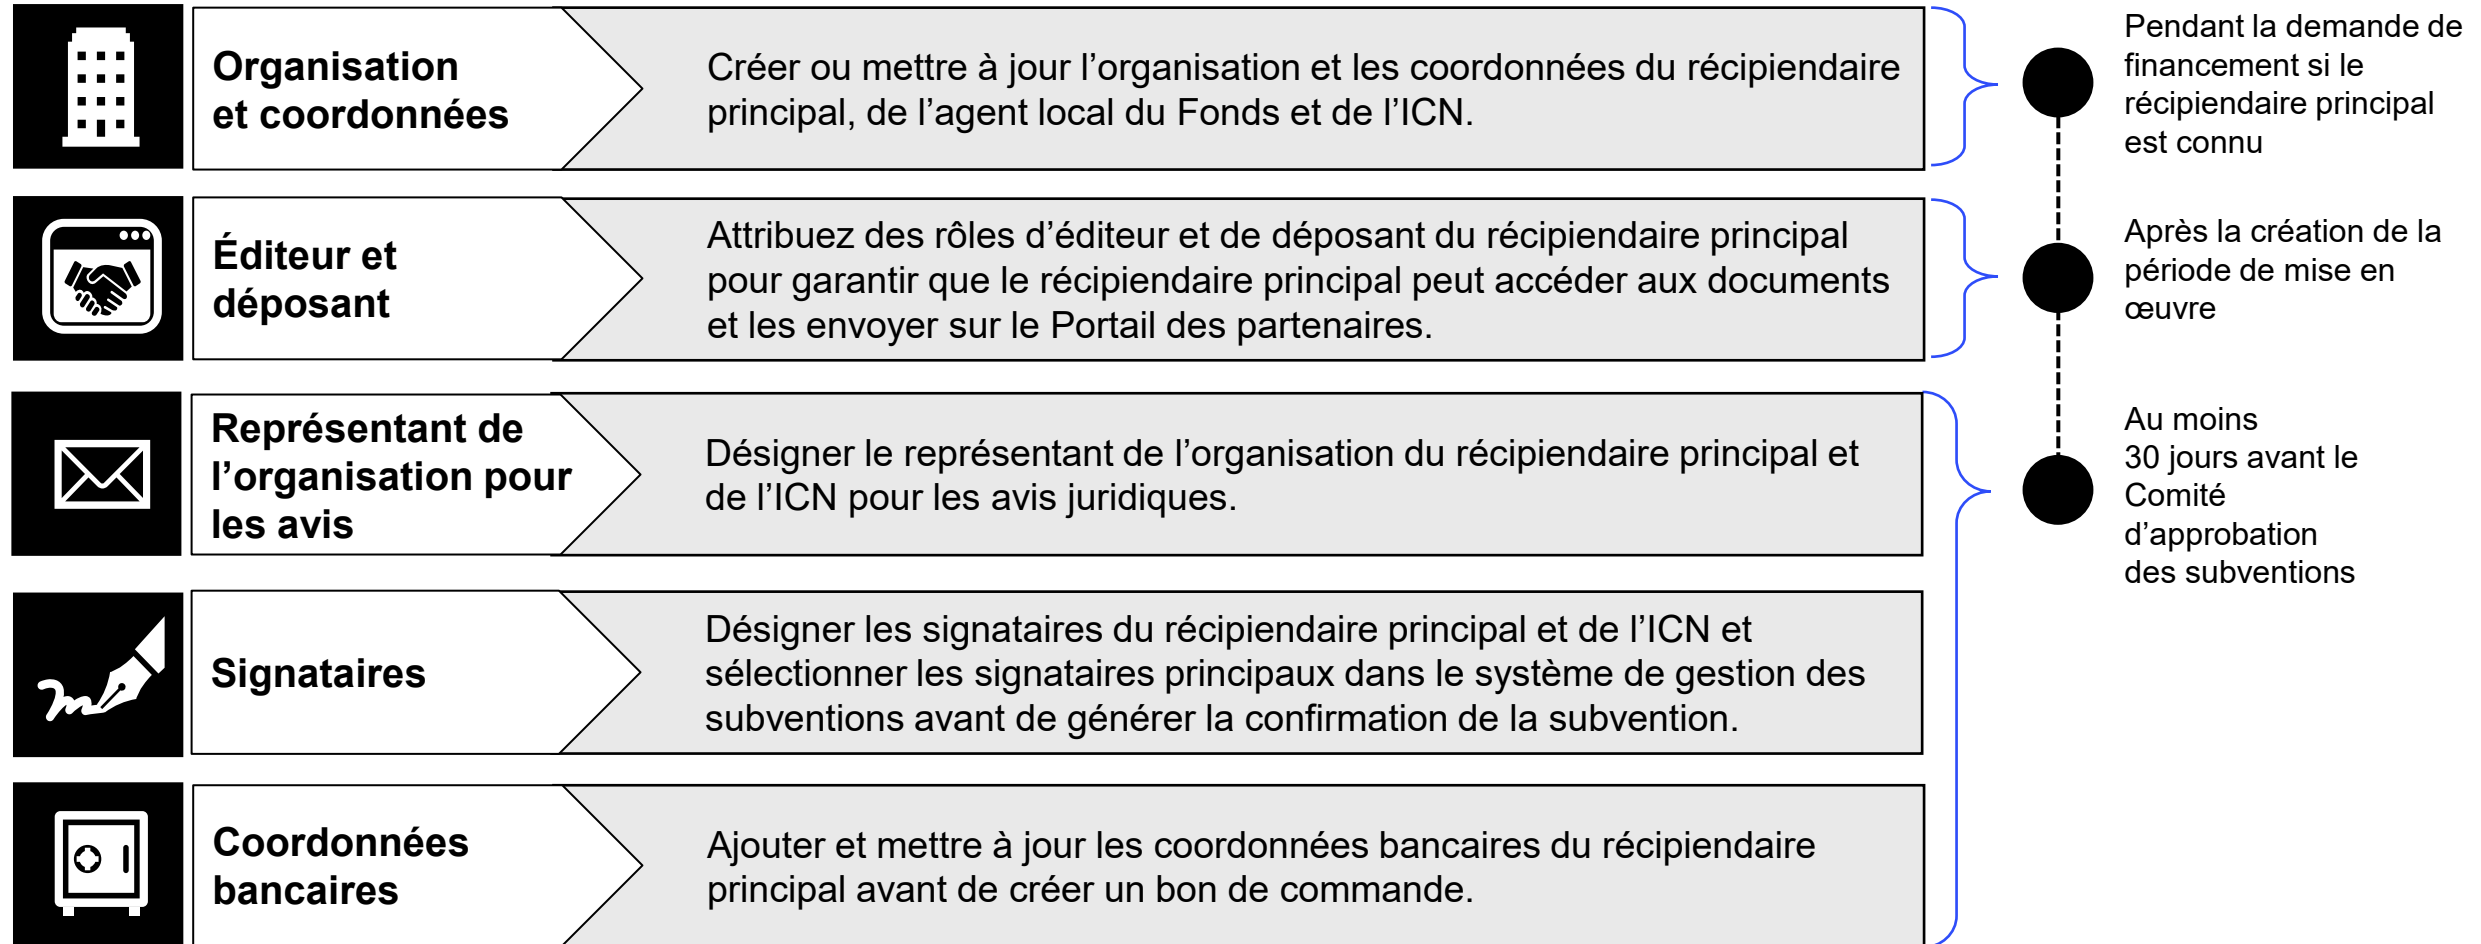 Organisation
et coordonnées
Créer ou mettre à jour l’organisation et les coordonnées du récipiendaire
principal, de l’agent local du Fonds et de l’ICN.
Pendant la demande de
financement si le
récipiendaire principal
est connu
Éditeur et
déposant
Attribuez des rôles d’éditeur et de déposant du récipiendaire principal
pour garantir que le récipiendaire principal peut accéder aux documents
et les envoyer sur le Portail des partenaires.
Après la création de la
période de mise en
œuvre
Représentant de
l’organisation pour
les avis
Désigner le représentant de l’organisation du récipiendaire principal et
de l’ICN pour les avis juridiques.
Au moins
30 jours avant le
Comité
d’approbation
des subventions
Signataires
Désigner les signataires du récipiendaire principal et de l’ICN et
sélectionner les signataires principaux dans le système de gestion des
subventions avant de générer la confirmation de la subvention.
Coordonnées
bancaires
Ajouter et mettre à jour les coordonnées bancaires du récipiendaire
principal avant de créer un bon de commande.